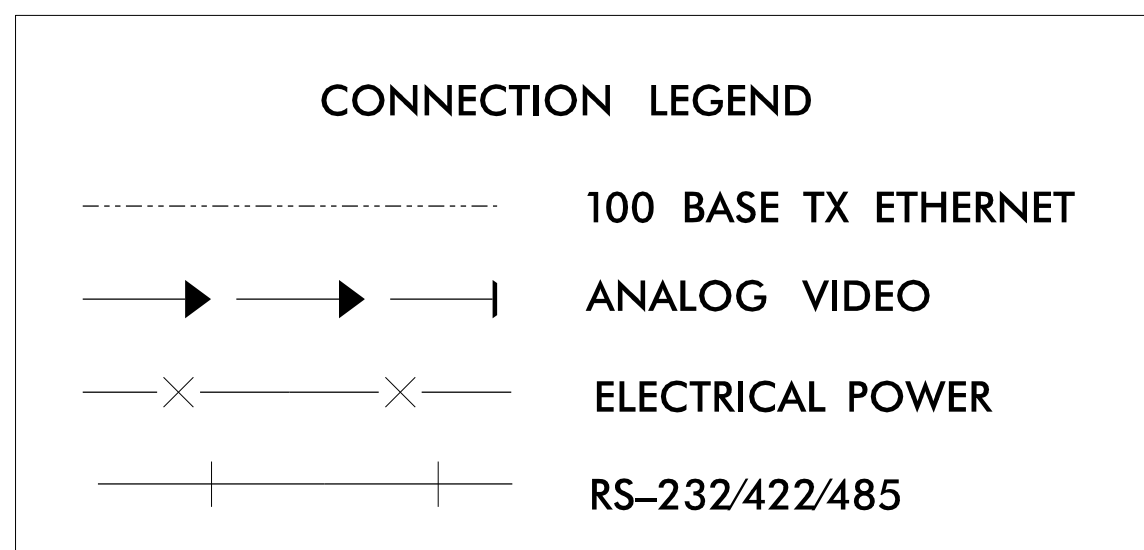 CONNECTION LEGEND
100 BASE TX ETHERNET
ANALOG VIDEO
ELECTRICAL POWER
RS–232/422/485